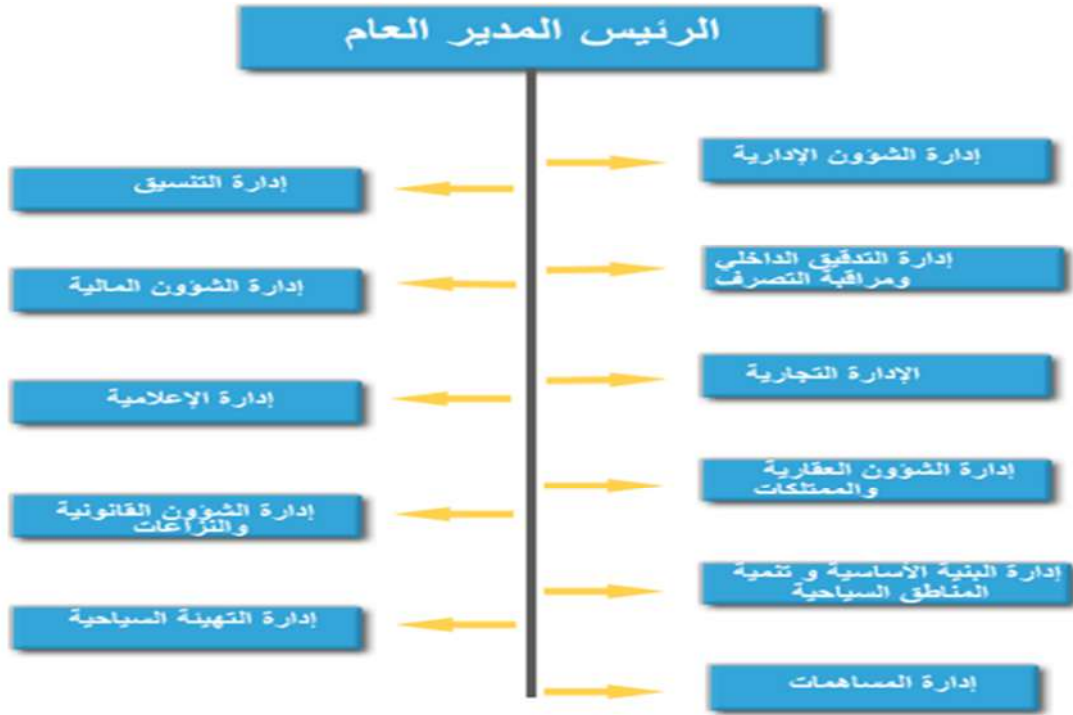 الرئيس المدير العام
إدارة الشؤون الإدارية
إدارة التنسيق
إدارة التدقيق الداخلي
ومراقبة التصرف
إدارة الشؤون المالية
الإدارة التجارية
إدارة الإعلامية
إدارة الشؤون العقارية
والممتلكات
إدارة الشؤون القانونية
والنزاعات
إدارة البنية الأساسية و تنمية
المناطق السياحية
إدارة التهيئة السياحية
إدارة المساهمات